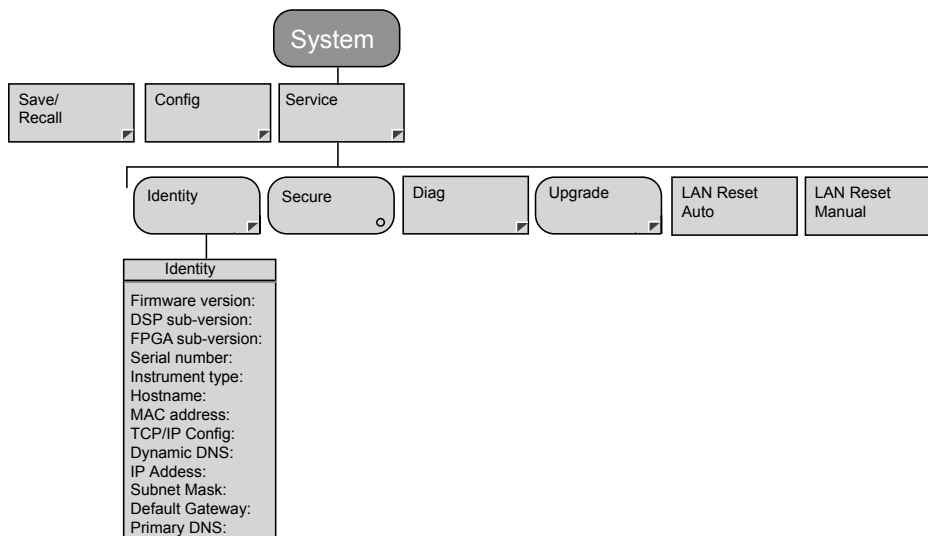 System
Save/
Recall
Config
Service
Identity
Secure
Diag
Upgrade
LAN Reset
Auto
LAN Reset
Manual
Identity
Firmware version:
DSP sub-version:
FPGA sub-version:
Serial number:
Instrument type:
Hostname:
MAC address:
TCP/IP Config:
Dynamic DNS:
IP Addess:
Subnet Mask:
Default Gateway:
Primary DNS: